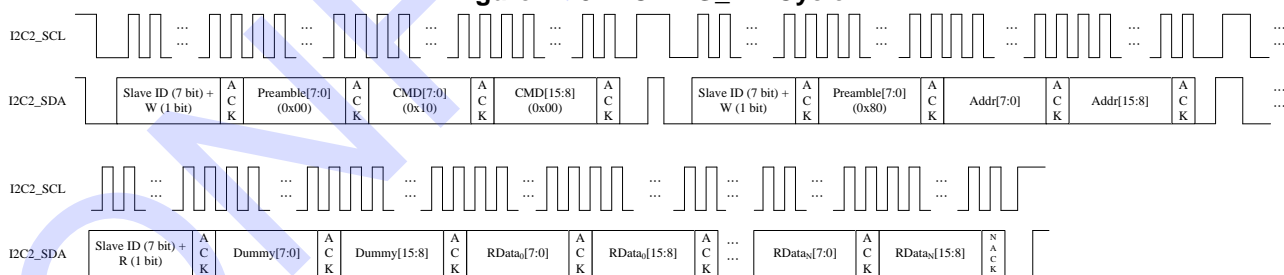 I2C2_SCL
... ... ... ... ... ... ... ...
... ... ... ... ... ... ... ...
I2C2_SDA
Slave ID (7 bit) + W (1 bit) ACK Preamble[7:0] (0x00) ACK CMD[7:0] (0x10) ACK CMD[15:8] (0x00) ACK Slave ID (7 bit) + W (1 bit) ACK Preamble[7:0] (0x80) ACK Addr[7:0] ACK Addr[15:8] ACK ...
...
I2C2_SCL
... ... ... ... ... ... ...
... ... ... ... ... ... ...
I2C2_SDA
Slave ID (7 bit) + R (1 bit) ACK Dummy[7:0] ACK Dummy[15:8] ACK RData₀[7:0] ACK RData₀[15:8] ACK ... RDataN[7:0] ACK RDataN[15:8] NACK
...